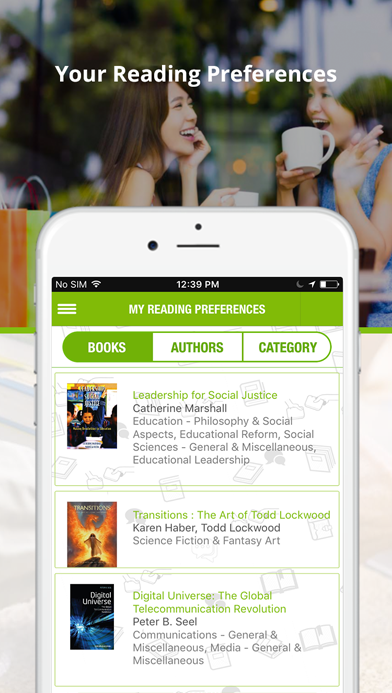 Your Reading Preferences
No SIM 12:39 PM
MY READING PREFERENCES
BOOKS AUTHORS CATEGORY
Leadership for Social Justice
Catherine Marshall
Education - Philosophy & Social
Aspects, Educational Reform, Social
Sciences - General & Miscellaneous,
Educational Leadership
TRANSITIONS
Transitions : The Art of Todd Lockwood
Karen Haber, Todd Lockwood
Science Fiction & Fantasy Art
Digital
Universe
Digital Universe: The Global
Telecommunication Revolution
Peter B. Seel
Communications - General &
Miscellaneous, Media - General &
Miscellaneous